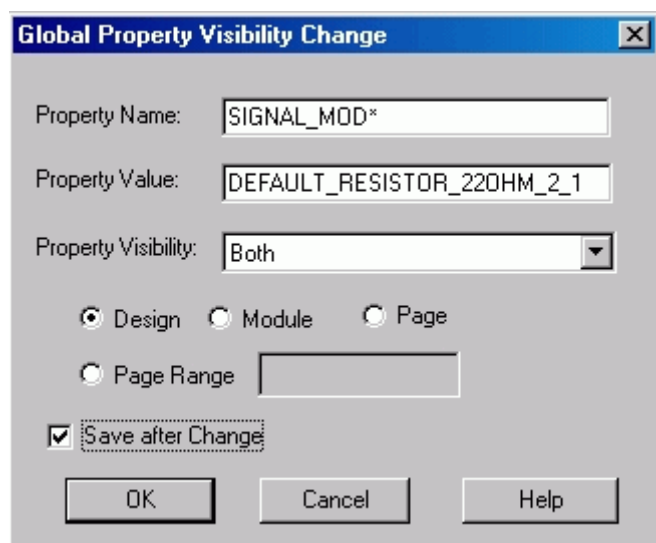 Global Property Visibility Change
Property Name: SIGNAL_MOD*
Property Value: DEFAULT_RESISTOR_22OHM_2_1
Property Visibility: Both
Design Module Page
Page Range
Save after Change
OK Cancel Help